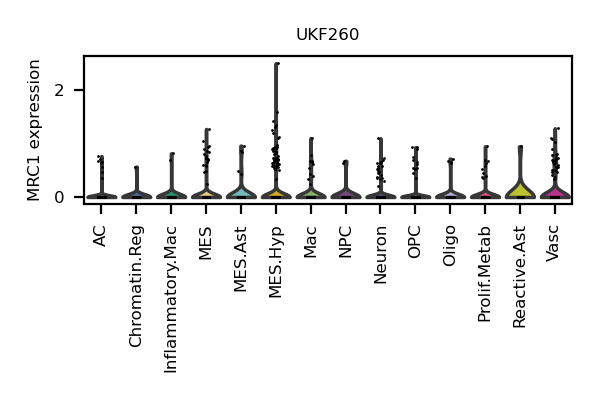 UKF260
MRC1 expression
2
0
AC
Chromatin.Reg
Inflammatory.Mac
MES
MES.Ast
MES.Hyp
Mac
NPC
Neuron
OPC
Oligo
Prolif.Metab
Reactive.Ast
Vasc